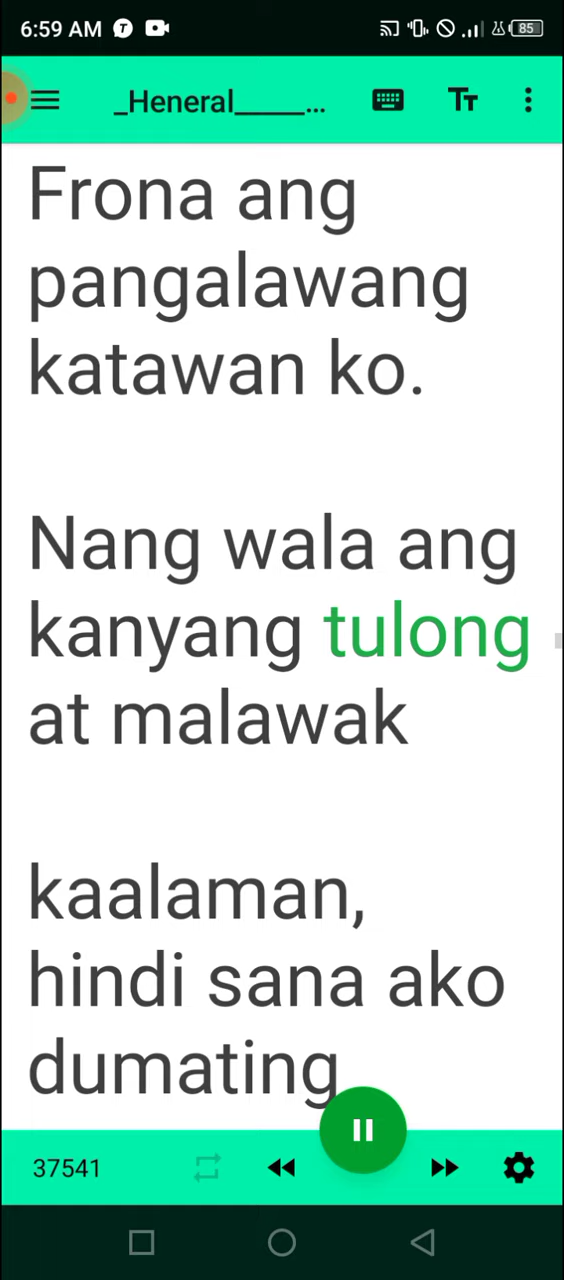 6:59 AM
85
_Heneral_____...
Tт
Frona ang
pangalawang
katawan ko.
Nang wala ang
kanyang tulong
at malawak
kaalaman,
hindi sana ako
dumating
37541